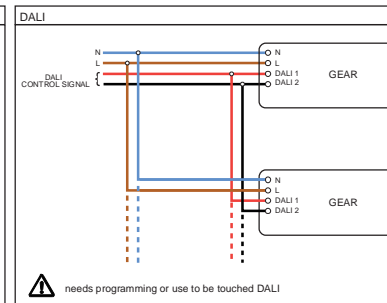 DALI
N
L
DALI
CONTROL SIGNAL
N
L
DALI 1
DALI 2
GEAR
N
L
DALI 1
DALI 2
GEAR
needs programming or use to be touched DALI